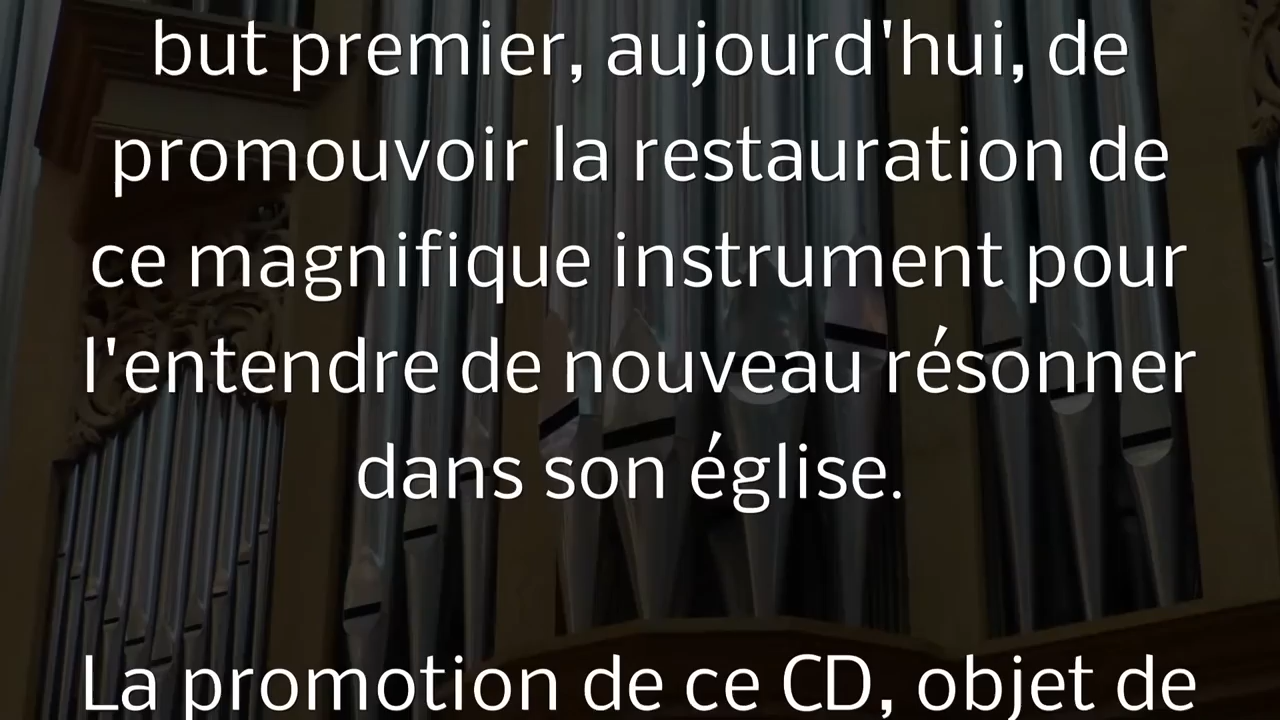 but premier, aujourd'hui, de
promouvoir la restauration de
ce magnifique instrument pour
l'entendre de nouveau résonner
dans son église.
La promotion de ce CD, objet de